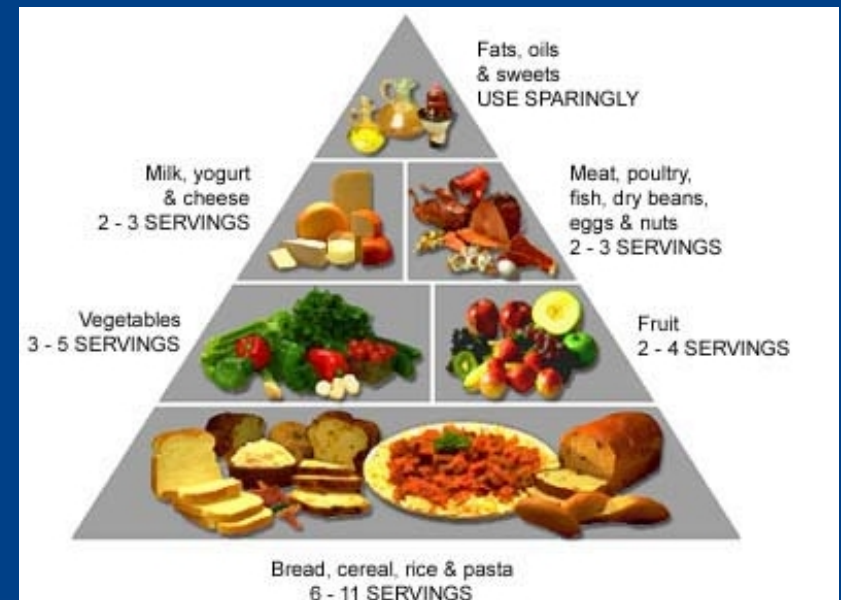 Fats, oils
& sweets
USE SPARINGLY
Milk, yogurt
& cheese
2 - 3 SERVINGS
Meat, poultry,
fish, dry beans,
eggs & nuts
2 - 3 SERVINGS
Vegetables
3 - 5 SERVINGS
Fruit
2 - 4 SERVINGS
Bread, cereal, rice & pasta
6 - 11 SERVINGS